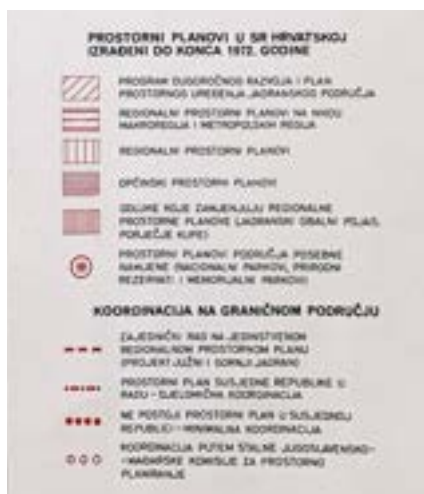 PROSTORNI PLANOVI U SR HRVATSKOJ
IZRAĐENI DO KONCA 1972. GODINE
PROGRAM DUGOROČNOG RAZVOJA I PLAN
PROSTORNOG UREĐENJA JADRANSKOG PODRUČJA
REGIONALNI PROSTORNI PLANOVI NA NIVOU
MAKROREGIJA I METROPOLSKIH REGIJA
REGIONALNI PROSTORNI PLANOVI
OPĆINSKI PROSTORNI PLANOVI
ODLUKE KOJE ZAMJENJUJU REGIONALNE
PROSTORNE PLANOVE (JADRANSKI OBALNI POJAS,
PORJEČJE KUPE)
PROSTORNI PLANOVI PODRUČJA POSEBNE
NAMJENE (NACIONALNI PARKOVI, PRIRODNI
REZERVATI I MEMORIJALNI PARKOVI)
KOORDINACIJA NA GRANIČNOM PODRUČJU
ZAJEDNIČKI RAD NA JEDINSTVENOM
REGIONALNOM PROSTORNOM PLANU
(PROJEKT JUŽNI I GORNJI JADRAN)
PROSTORNI PLAN SUSJEDNE REPUBLIKE U
RADU - DJELOMIČNA KOORDINACIJA
NE POSTOJI PROSTORNI PLAN U SUSJEDNOJ
REPUBLICI - MINIMALNA KOORDINACIJA
KOORDINACIJA PUTEM STALNE JUGOSLAVENSKO-
-MAĐARSKE KOMISIJE ZA PROSTORNO
PLANIRANJE